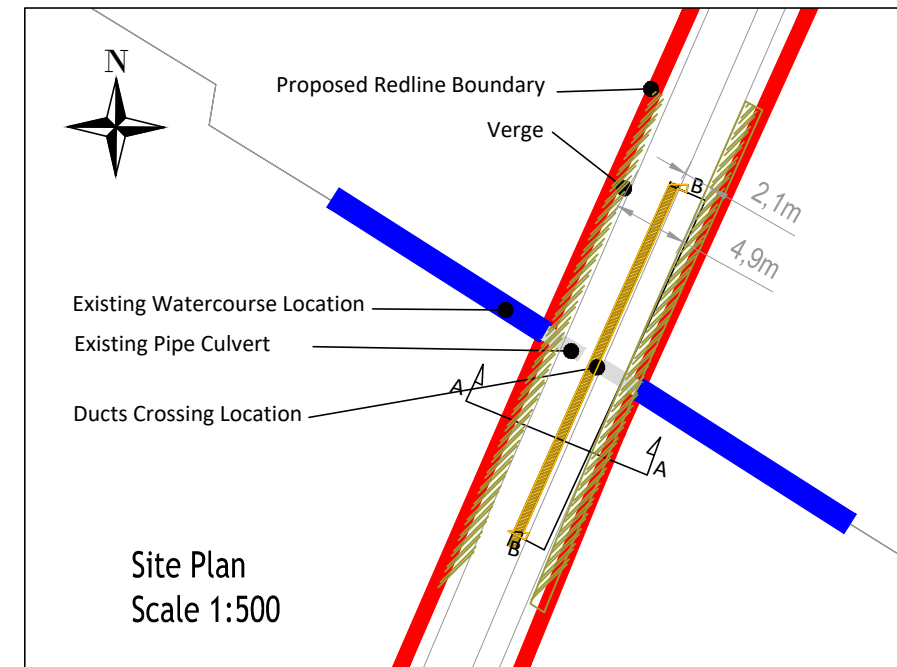 N
Proposed Redline Boundary
Verge
B
2,1m
4,9m
Existing Watercourse Location
Existing Pipe Culvert
A
Ducts Crossing Location
A
B
Site Plan
Scale 1:500